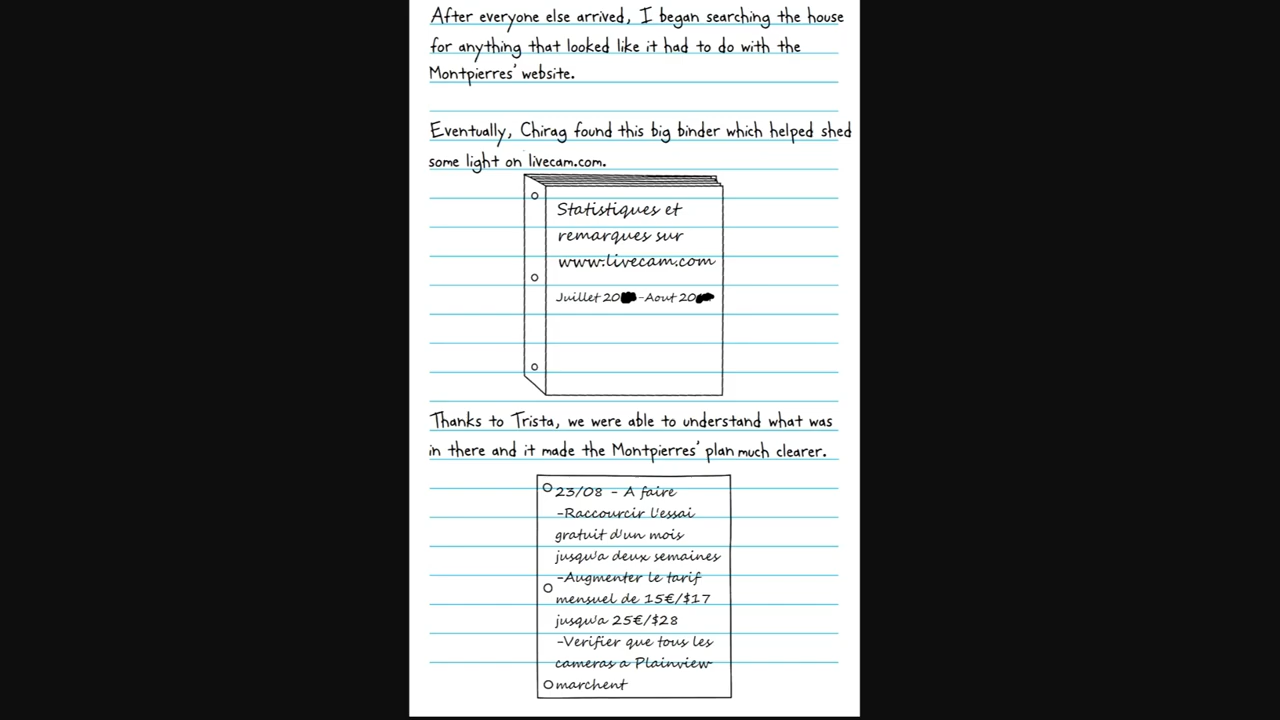 After everyone else arrived, I began searching the house
for anything that looked like it had to do with the
Montpierres' website.
Eventually, Chirag found this big binder which helped shed
some light on livecam.com.
Statistiques et
remarques sur
www.livecam.com
Juillet 20 -Aout 20
Thanks to Trista, we were able to understand what was
in there and it made the Montpierres' plan much clearer.
23/08 - A faire
-Raccourcir l'essai
gratuit d'un mois
jusqu'a deux semaines
-Augmenter le tarif
mensuel de 15€/$17
jusqu'a 25€/$28
-Verifier que tous les
cameras a Plainview
marchent